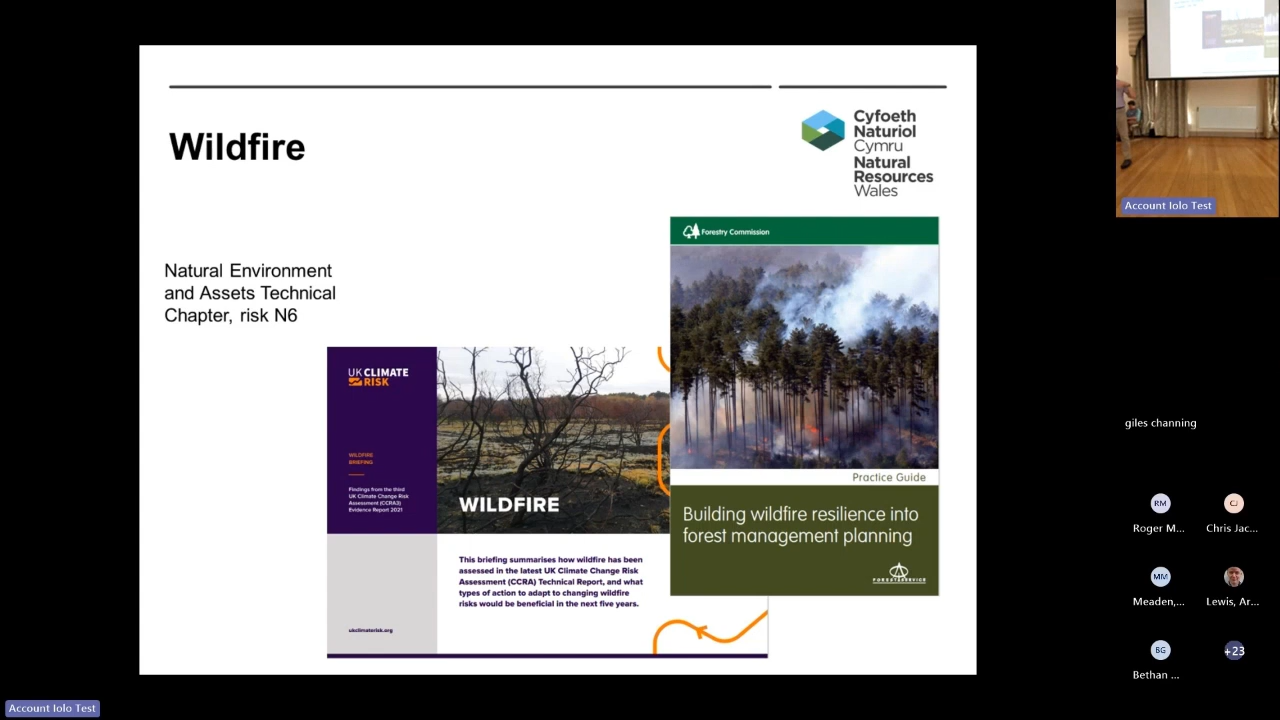 Wildfire
Cyfoeth
Naturiol
Cymru
Natural
Resources
Wales
Natural Environment
and Assets Technical
Chapter, risk N6
UK CLIMATE
RISK
WILDFIRE
BRIEFING
Findings from the third
UK Climate Change Risk
Assessment (CCRA3)
Evidence Report 2021
WILDFIRE
This briefing summarises how wildfire has been
assessed in the latest UK Climate Change Risk
Assessment (CCRA) Technical Report, and what
types of action to adapt to changing wildfire
risks would be beneficial in the next five years.
ukclimaterisk.org
Forestry Commission
Practice Guide
Building wildfire resilience into
forest management planning
FOREST SERVICE
Account Iolo Test
giles channing
RM
Roger M...
CJ
Chris Jac...
MM
Meaden,...
Lewis, Ar...
BG
Bethan ...
+23
Account Iolo Test